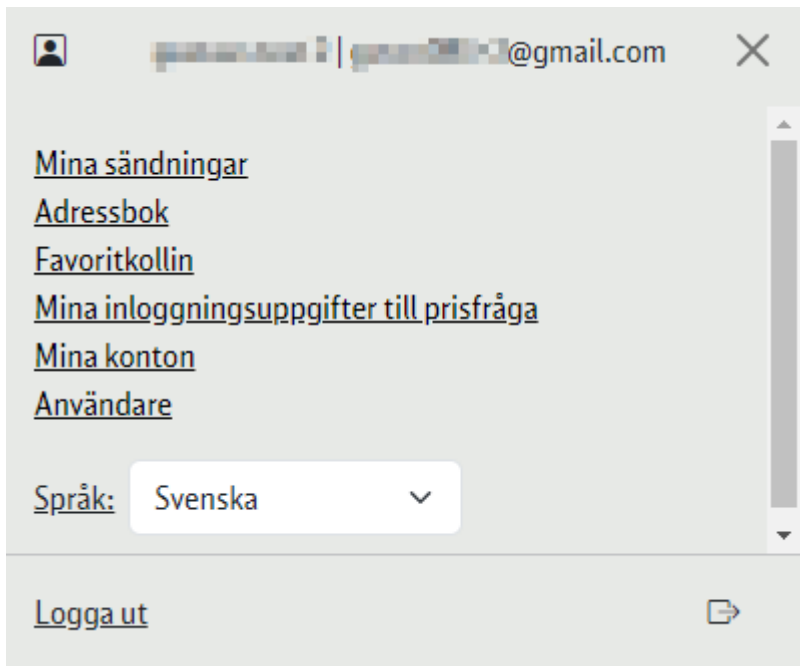 | @gmail.com
Mina sändningar
Adressbok
Favoritkollin
Mina inloggningsuppgifter till prisfråga
Mina konton
Användare
Språk: Svenska
Logga ut